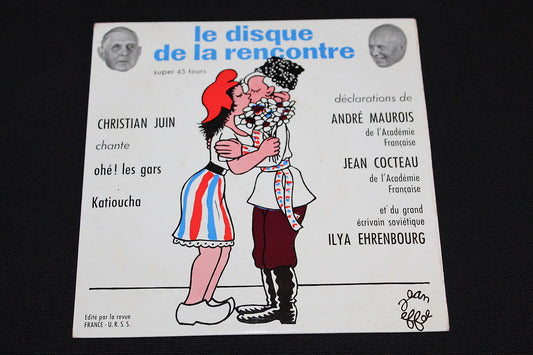 le disque
de la rencontre
super 45 tours
CHRISTIAN JUIN
chante
ohé! les gars
Katioucha
déclarations de
ANDRÉ MAUROIS
de l'Académie
Française
JEAN COCTEAU
de l'Académie
Française
et du grand
écrivain soviétique
ILYA EHRENBOURG
Edité par la revue
FRANCE - U. R. S. S.
jean
effel